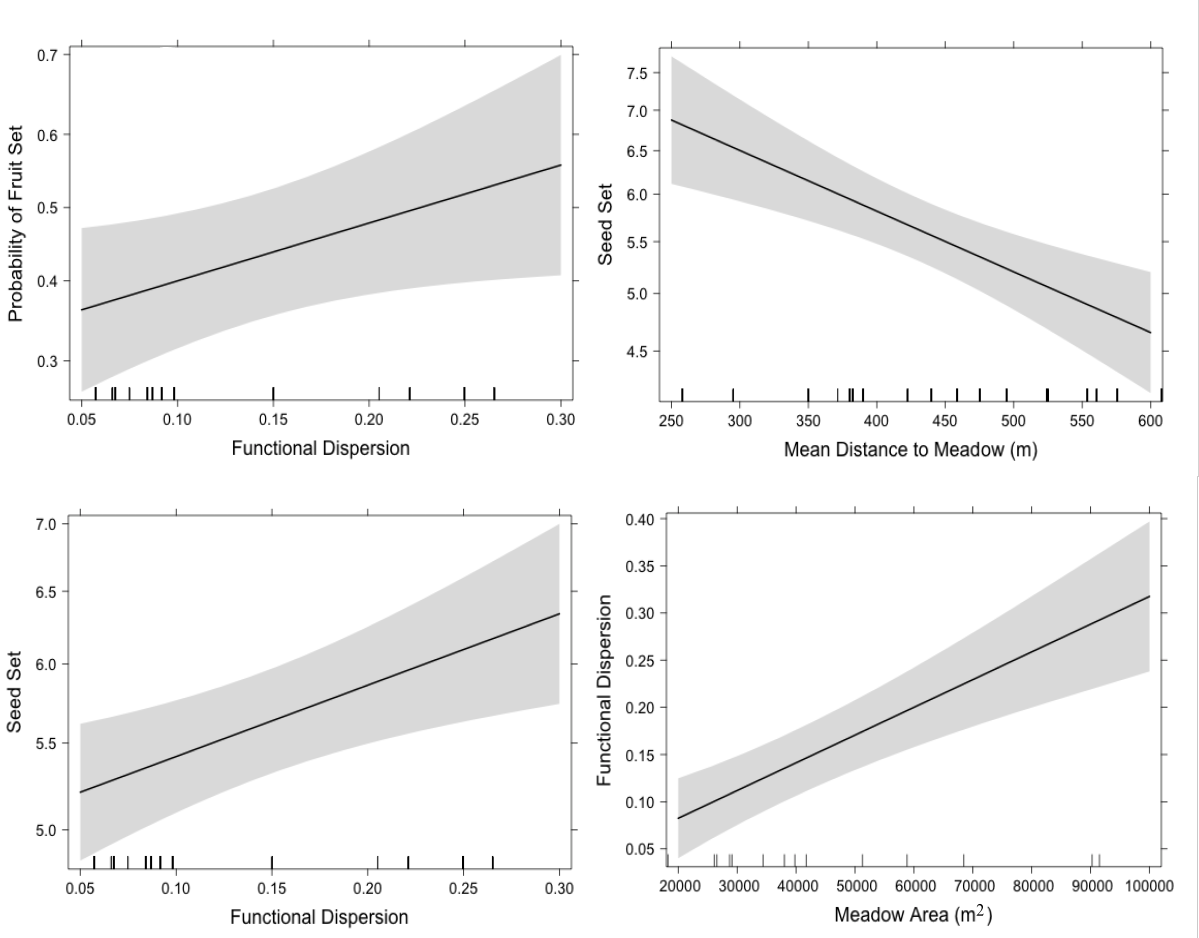 0.7
0.6
0.5
0.4
0.3
Probability of Fruit Set
0.05 0.10 0.15 0.20 0.25 0.30
Functional Dispersion
7.5
7.0
6.5
6.0
5.5
5.0
4.5
Seed Set
250 300 350 400 450 500 550 600
Mean Distance to Meadow (m)
7.0
6.5
6.0
5.5
5.0
Seed Set
0.05 0.10 0.15 0.20 0.25 0.30
Functional Dispersion
0.40
0.35
0.30
0.25
0.20
0.15
0.10
0.05
Functional Dispersion
20000 30000 40000 50000 60000 70000 80000 90000 100000
Meadow Area (m²)